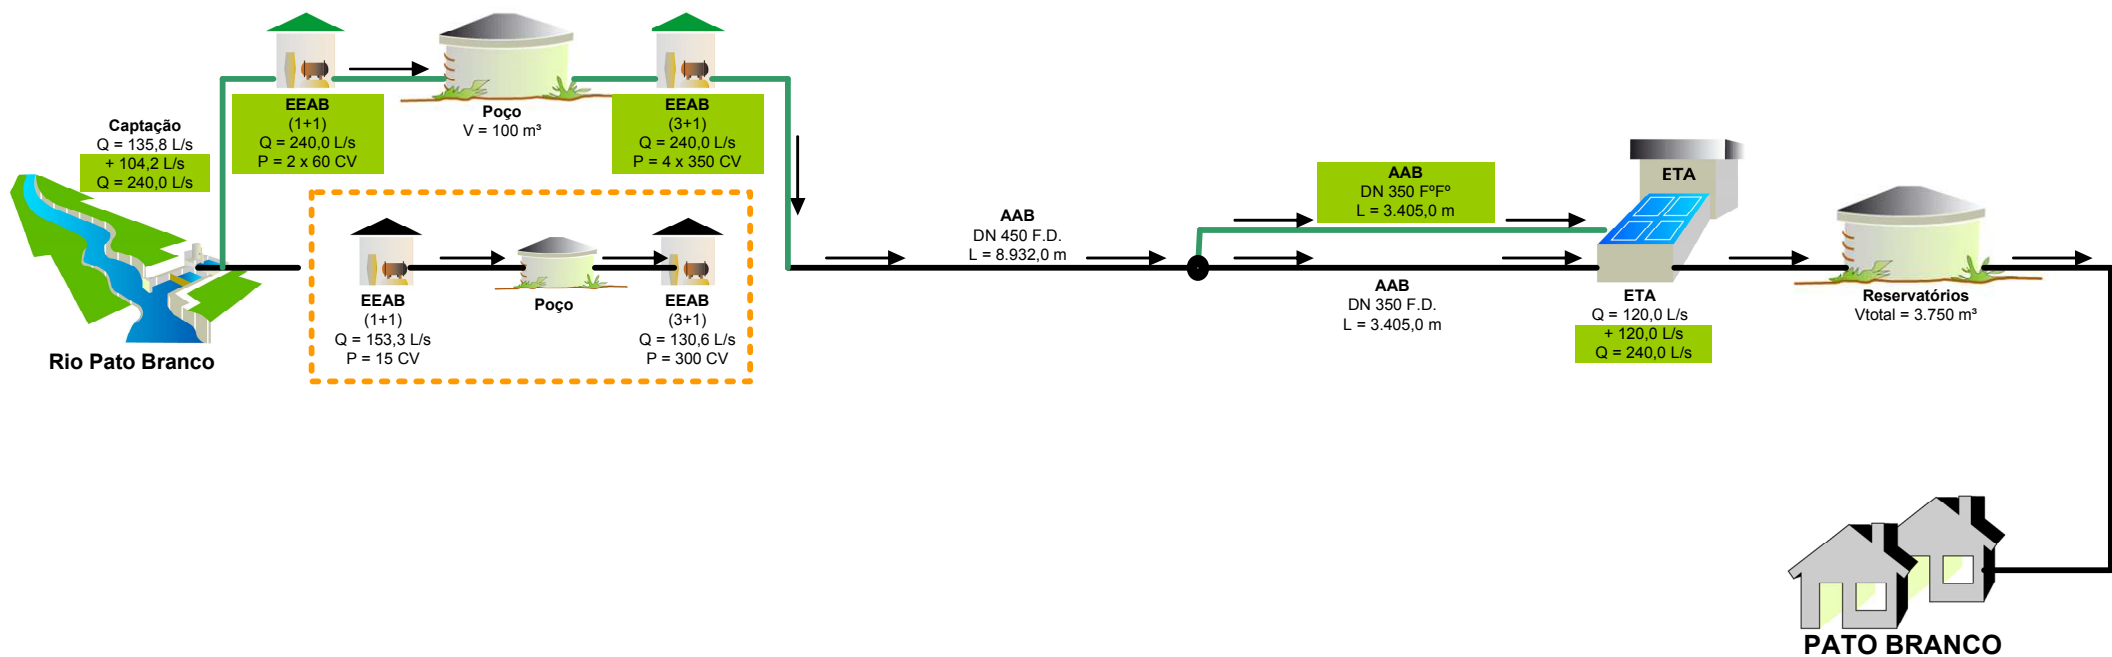 Captação
Q = 135,8 L/s
+ 104,2 L/s
Q = 240,0 L/s
EEAB
(1+1)
Q = 240,0 L/s
P = 2 x 60 CV
Poço
V = 100 m³
EEAB
(3+1)
Q = 240,0 L/s
P = 4 x 350 CV
Rio Pato Branco
EEAB
(1+1)
Q = 153,3 L/s
P = 15 CV
Poço
EEAB
(3+1)
Q = 130,6 L/s
P = 300 CV
AAB
DN 450 F.D.
L = 8.932,0 m
AAB
DN 350 FºFº
L = 3.405,0 m
AAB
DN 350 F.D.
L = 3.405,0 m
ETA
ETA
Q = 120,0 L/s
+ 120,0 L/s
Q = 240,0 L/s
Reservatórios
Vtotal = 3.750 m³
PATO BRANCO